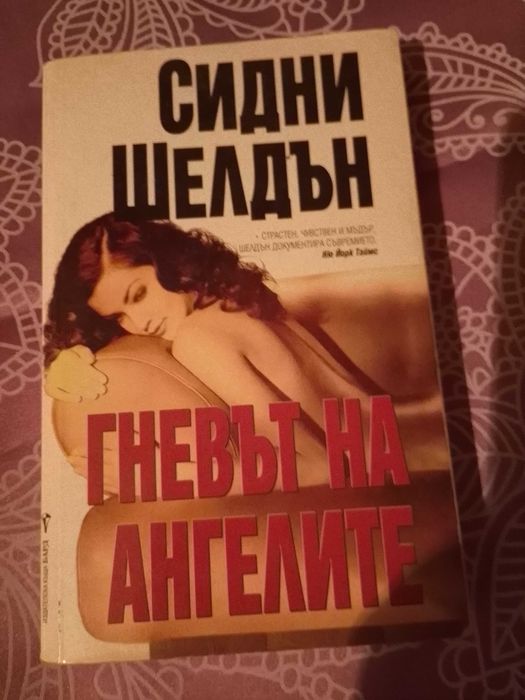 СИДНИ
ШЕЛДЪН
• СТРАСТЕН, ЧУВСТВЕН И МЪДЪР,
ШЕЛДЪН ДОКУМЕНТИРА СЪВРЕМИЕТО.
Ню Йорк Таймс
ГНЕВЪТ НА
АНГЕЛИТЕ